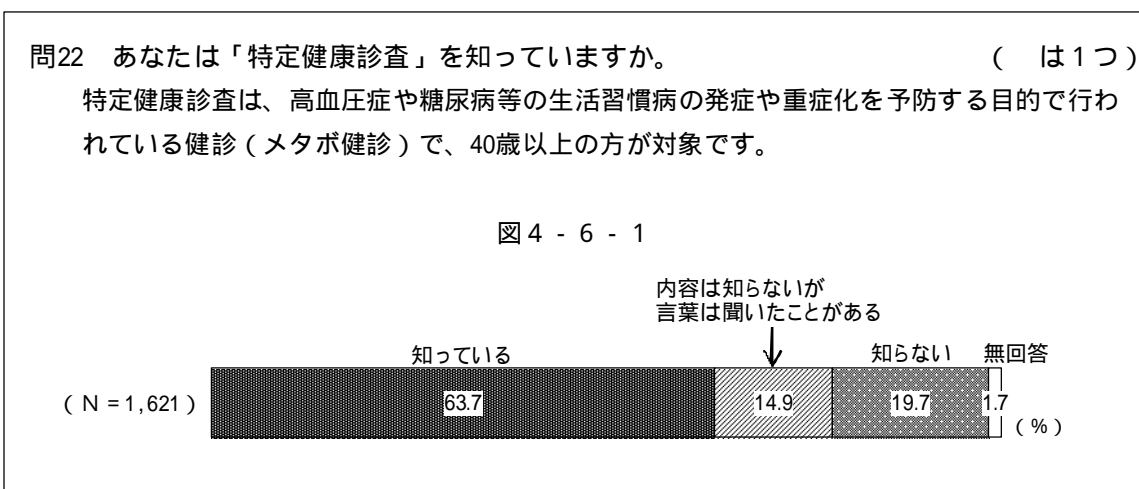 問22　あなたは「特定健康診査」を知っていますか。　（　は1つ）
特定健康診査は、高血圧症や糖尿病等の生活習慣病の発症や重症化を予防する目的で行わ
れている健診（メタボ健診）で、40歳以上の方が対象です。
図4-6-1
内容は知らないが
言葉は聞いたことがある
知っている　知らない　無回答
（N=1,621）　63.7　14.9　19.7　1.7
（%）